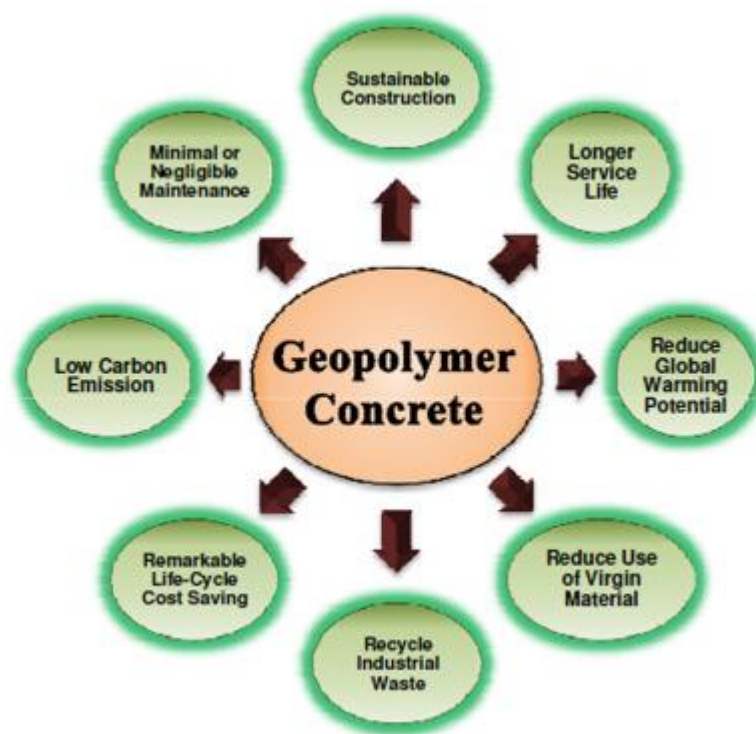 Sustainable
Construction
Longer
Service
Life
Reduce
Global
Warming
Potential
Reduce Use
of Virgin
Material
Recycle
Industrial
Waste
Remarkable
Life-Cycle
Cost Saving
Low Carbon
Emission
Minimal or
Negligible
Maintenance
Geopolymer
Concrete